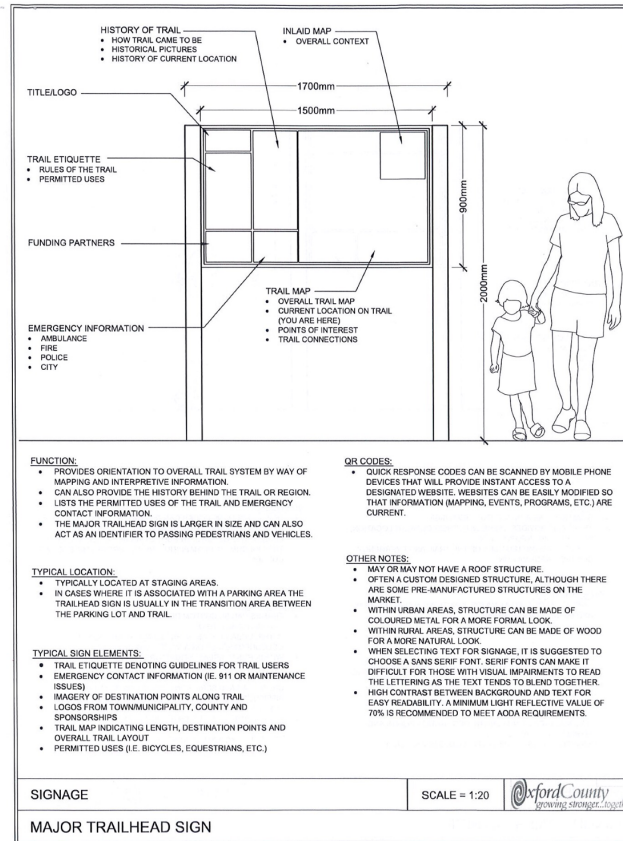 HISTORY OF TRAIL
• HOW TRAIL CAME TO BE
• HISTORICAL PICTURES
• HISTORY OF CURRENT LOCATION
INLAID MAP
• OVERALL CONTEXT
1700mm
1500mm
TITLE/LOGO
TRAIL ETIQUETTE
• RULES OF THE TRAIL
• PERMITTED USES
FUNDING PARTNERS
EMERGENCY INFORMATION
• AMBULANCE
• FIRE
• POLICE
• CITY
TRAIL MAP
• OVERALL TRAIL MAP
• CURRENT LOCATION ON TRAIL
(YOU ARE HERE)
• POINTS OF INTEREST
• TRAIL CONNECTIONS
900mm
2000mm
FUNCTION:
• PROVIDES ORIENTATION TO OVERALL TRAIL SYSTEM BY WAY OF
MAPPING AND INTERPRETIVE INFORMATION.
• CAN ALSO PROVIDE THE HISTORY BEHIND THE TRAIL OR REGION.
• LISTS THE PERMITTED USES OF THE TRAIL AND EMERGENCY
CONTACT INFORMATION.
• THE MAJOR TRAILHEAD SIGN IS LARGER IN SIZE AND CAN ALSO
ACT AS AN IDENTIFIER TO PASSING PEDESTRIANS AND VEHICLES.
TYPICAL LOCATION:
• TYPICALLY LOCATED AT STAGING AREAS.
• IN CASES WHERE IT IS ASSOCIATED WITH A PARKING AREA THE
TRAILHEAD SIGN IS USUALLY IN THE TRANSITION AREA BETWEEN
THE PARKING LOT AND TRAIL.
TYPICAL SIGN ELEMENTS:
• TRAIL ETIQUETTE DENOTING GUIDELINES FOR TRAIL USERS
• EMERGENCY CONTACT INFORMATION (IE. 911 OR MAINTENANCE
ISSUES)
• IMAGERY OF DESTINATION POINTS ALONG TRAIL
• LOGOS FROM TOWN/MUNICIPALITY, COUNTY AND
SPONSORSHIPS
• TRAIL MAP INDICATING LENGTH, DESTINATION POINTS AND
OVERALL TRAIL LAYOUT
• PERMITTED USES (I.E. BICYCLES, EQUESTRIANS, ETC.)
QR CODES:
• QUICK RESPONSE CODES CAN BE SCANNED BY MOBILE PHONE
DEVICES THAT WILL PROVIDE INSTANT ACCESS TO A
DESIGNATED WEBSITE. WEBSITES CAN BE EASILY MODIFIED SO
THAT INFORMATION (MAPPING, EVENTS, PROGRAMS, ETC.) ARE
CURRENT.
OTHER NOTES:
• MAY OR MAY NOT HAVE A ROOF STRUCTURE.
• OFTEN A CUSTOM DESIGNED STRUCTURE, ALTHOUGH THERE
ARE SOME PRE-MANUFACTURED STRUCTURES ON THE
MARKET.
• WITHIN URBAN AREAS, STRUCTURE CAN BE MADE OF
COLOURED METAL FOR A MORE FORMAL LOOK.
• WITHIN RURAL AREAS, STRUCTURE CAN BE MADE OF WOOD
FOR A MORE NATURAL LOOK.
• WHEN SELECTING TEXT FOR SIGNAGE, IT IS SUGGESTED TO
CHOOSE A SANS SERIF FONT. SERIF FONTS CAN MAKE IT
DIFFICULT FOR THOSE WITH VISUAL IMPAIRMENTS TO READ
THE LETTERING AS THE TEXT TENDS TO BLEND TOGETHER.
• HIGH CONTRAST BETWEEN BACKGROUND AND TEXT FOR
EASY READABILITY. A MINIMUM LIGHT REFLECTIVE VALUE OF
70% IS RECOMMENDED TO MEET AODA REQUIREMENTS.
SIGNAGE
SCALE = 1:20
Oxford County
growing stronger...toget
MAJOR TRAILHEAD SIGN